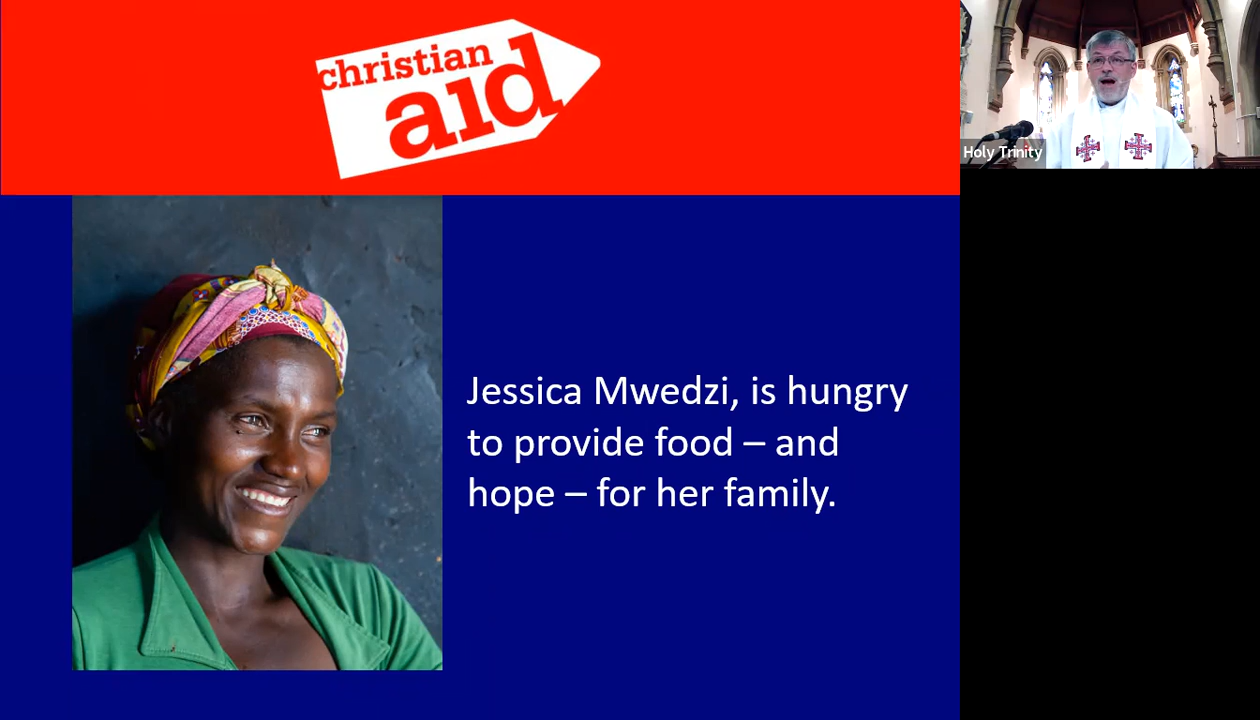 christian
aid
Holy Trinity
Jessica Mwedzi, is hungry
to provide food – and
hope – for her family.